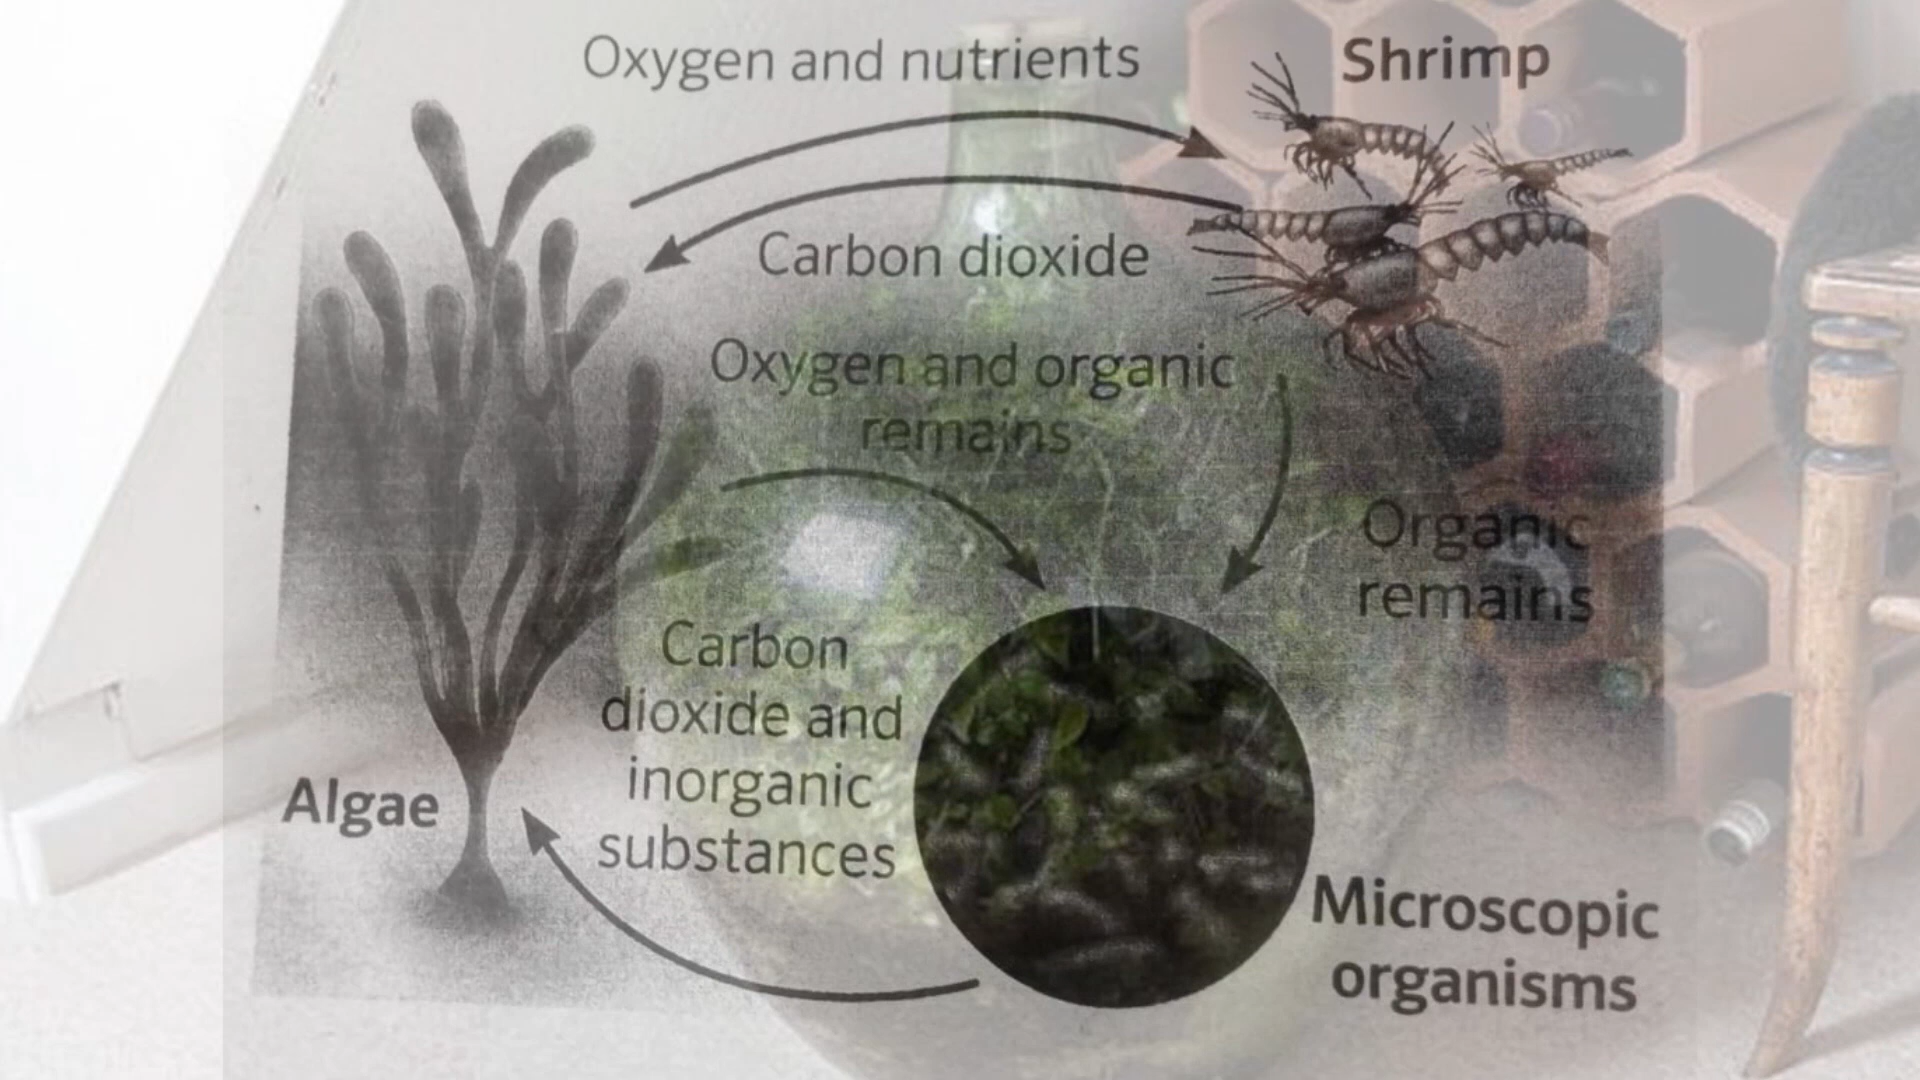 Oxygen and nutrients
Shrimp
Carbon dioxide
Oxygen and organic
remains
Organic
remains
Carbon
dioxide and
inorganic
substances
Algae
Microscopic
organisms